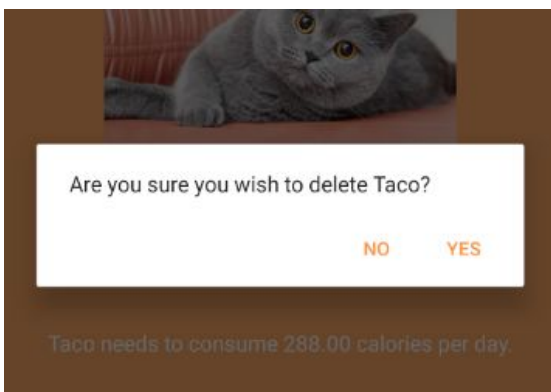 Are you sure you wish to delete Taco?
NO YES
Taco needs to consume 288.00 calories per day.